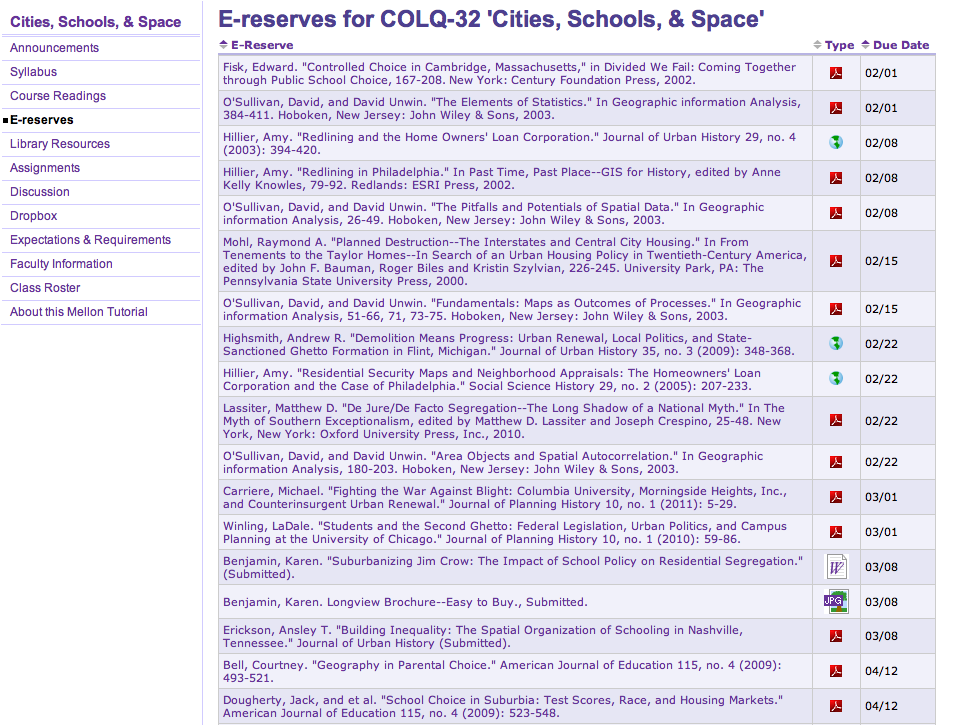 Cities, Schools, & Space
Announcements
Syllabus
Course Readings
E-reserves
Library Resources
Assignments
Discussion
Dropbox
Expectations & Requirements
Faculty Information
Class Roster
About this Mellon Tutorial
E-reserves for COLQ-32 'Cities, Schools, & Space'
E-Reserve Type Due Date
Fisk, Edward. "Controlled Choice in Cambridge, Massachusetts," in Divided We Fail: Coming Together
through Public School Choice, 167-208. New York: Century Foundation Press, 2002.
02/01
O'Sullivan, David, and David Unwin. "The Elements of Statistics." In Geographic information Analysis,
384-411. Hoboken, New Jersey: John Wiley & Sons, 2003.
02/01
Hillier, Amy. "Redlining and the Home Owners' Loan Corporation." Journal of Urban History 29, no. 4
(2003): 394-420.
02/08
Hillier, Amy. "Redlining in Philadelphia." In Past Time, Past Place--GIS for History, edited by Anne
Kelly Knowles, 79-92. Redlands: ESRI Press, 2002.
02/08
O'Sullivan, David, and David Unwin. "The Pitfalls and Potentials of Spatial Data." In Geographic
information Analysis, 26-49. Hoboken, New Jersey: John Wiley & Sons, 2003.
02/08
Mohl, Raymond A. "Planned Destruction--The Interstates and Central City Housing." In From
Tenements to the Taylor Homes--In Search of an Urban Housing Policy in Twentieth-Century America,
edited by John F. Bauman, Roger Biles and Kristin Szylvian, 226-245. University Park, PA: The
Pennsylvania State University Press, 2000.
02/15
O'Sullivan, David, and David Unwin. "Fundamentals: Maps as Outcomes of Processes." In Geographic
information Analysis, 51-66, 71, 73-75. Hoboken, New Jersey: John Wiley & Sons, 2003.
02/15
Highsmith, Andrew R. "Demolition Means Progress: Urban Renewal, Local Politics, and State-
Sanctioned Ghetto Formation in Flint, Michigan." Journal of Urban History 35, no. 3 (2009): 348-368.
02/22
Hillier, Amy. "Residential Security Maps and Neighborhood Appraisals: The Homeowners' Loan
Corporation and the Case of Philadelphia." Social Science History 29, no. 2 (2005): 207-233.
02/22
Lassiter, Matthew D. "De Jure/De Facto Segregation--The Long Shadow of a National Myth." In The
Myth of Southern Exceptionalism, edited by Matthew D. Lassiter and Joseph Crespino, 25-48. New
York, New York: Oxford University Press, Inc., 2010.
02/22
O'Sullivan, David, and David Unwin. "Area Objects and Spatial Autocorrelation." In Geographic
information Analysis, 180-203. Hoboken, New Jersey: John Wiley & Sons, 2003.
02/22
Carriere, Michael. "Fighting the War Against Blight: Columbia University, Morningside Heights, Inc.,
and Counterinsurgent Urban Renewal." Journal of Planning History 10, no. 1 (2011): 5-29.
03/01
Winling, LaDale. "Students and the Second Ghetto: Federal Legislation, Urban Politics, and Campus
Planning at the University of Chicago." Journal of Planning History 10, no. 1 (2010): 59-86.
03/01
Benjamin, Karen. "Suburbanizing Jim Crow: The Impact of School Policy on Residential Segregation."
(Submitted).
W
03/08
Benjamin, Karen. Longview Brochure--Easy to Buy., Submitted.
JPG
03/08
Erickson, Ansley T. "Building Inequality: The Spatial Organization of Schooling in Nashville,
Tennessee." Journal of Urban History (Submitted).
03/08
Bell, Courtney. "Geography in Parental Choice." American Journal of Education 115, no. 4 (2009):
493-521.
04/12
Dougherty, Jack, and et al. "School Choice in Suburbia: Test Scores, Race, and Housing Markets."
American Journal of Education 115, no. 4 (2009): 523-548.
04/12